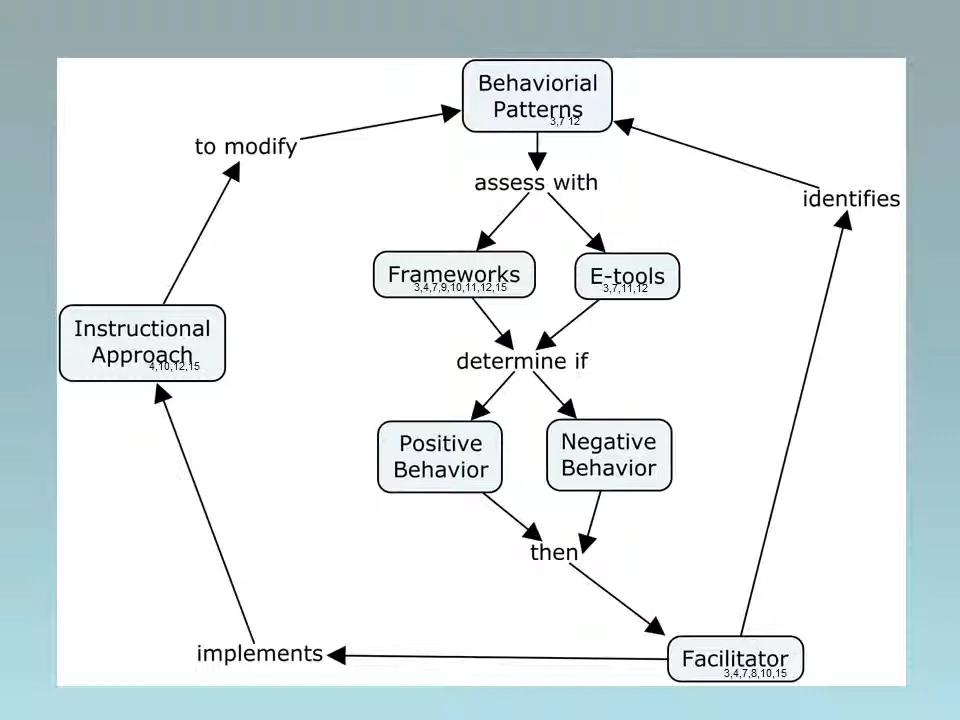 Behaviorial
Patterns
3,7 12
to modify
assess with
identifies
Frameworks
3,4,7,9,10,11,12,15
E-tools
3,7,11,12
Instructional
Approach
4,10,12,15
determine if
Positive
Behavior
Negative
Behavior
then
implements
Facilitator
3,4,7,8,10,15